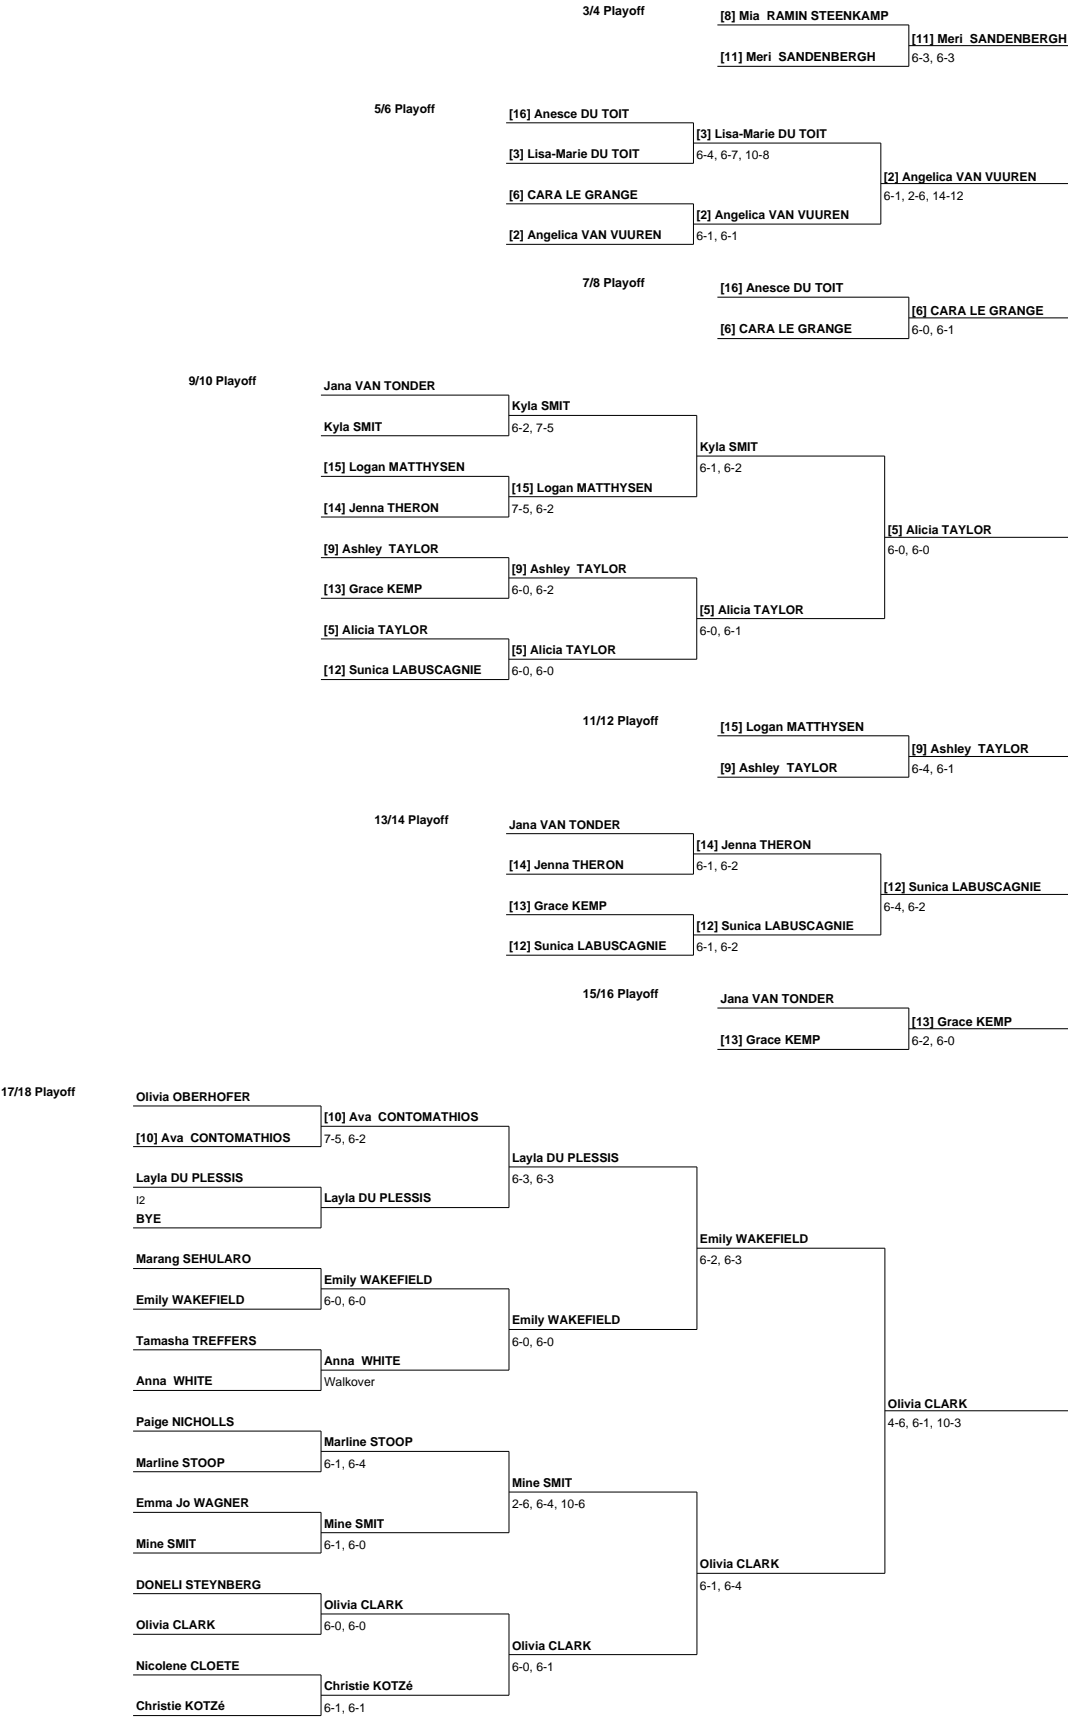 3/4 Playoff
[8] Mia  RAMIN STEENKAMP
[11] Meri  SANDENBERGH
[11] Meri  SANDENBERGH
6-3, 6-3
5/6 Playoff
[16] Anesce DU TOIT
[3] Lisa-Marie DU TOIT
[3] Lisa-Marie DU TOIT
6-4, 6-7, 10-8
[2] Angelica VAN VUUREN
[6] CARA LE GRANGE
6-1, 2-6, 14-12
[2] Angelica VAN VUUREN
[2] Angelica VAN VUUREN
6-1, 6-1
7/8 Playoff
[16] Anesce DU TOIT
[6] CARA LE GRANGE
[6] CARA LE GRANGE
6-0, 6-1
9/10 Playoff
Jana VAN TONDER
Kyla SMIT
Kyla SMIT
6-2, 7-5
Kyla SMIT
[15] Logan MATTHYSEN
6-1, 6-2
[15] Logan MATTHYSEN
[14] Jenna THERON
7-5, 6-2
[5] Alicia TAYLOR
[9] Ashley  TAYLOR
6-0, 6-0
[9] Ashley  TAYLOR
[13] Grace KEMP
6-0, 6-2
[5] Alicia TAYLOR
[5] Alicia TAYLOR
6-0, 6-1
[5] Alicia TAYLOR
[12] Sunica LABUSCAGNIE
6-0, 6-0
11/12 Playoff
[15] Logan MATTHYSEN
[9] Ashley  TAYLOR
[9] Ashley  TAYLOR
6-4, 6-1
13/14 Playoff
Jana VAN TONDER
[14] Jenna THERON
[14] Jenna THERON
6-1, 6-2
[12] Sunica LABUSCAGNIE
[13] Grace KEMP
6-4, 6-2
[12] Sunica LABUSCAGNIE
[12] Sunica LABUSCAGNIE
6-1, 6-2
15/16 Playoff
Jana VAN TONDER
[13] Grace KEMP
[13] Grace KEMP
6-2, 6-0
17/18 Playoff
Olivia OBERHOFER
[10] Ava  CONTOMATHIOS
[10] Ava  CONTOMATHIOS
7-5, 6-2
Layla DU PLESSIS
Layla DU PLESSIS
6-3, 6-3
I2
Layla DU PLESSIS
BYE
Emily WAKEFIELD
Marang SEHULARO
6-2, 6-3
Emily WAKEFIELD
Emily WAKEFIELD
6-0, 6-0
Emily WAKEFIELD
Tamasha TREFFERS
6-0, 6-0
Anna  WHITE
Anna  WHITE
Walkover
Olivia CLARK
Paige NICHOLLS
4-6, 6-1, 10-3
Marline STOOP
Marline STOOP
6-1, 6-4
Mine SMIT
Emma Jo WAGNER
2-6, 6-4, 10-6
Mine SMIT
Mine SMIT
6-1, 6-0
Olivia CLARK
DONELI STEYNBERG
6-1, 6-4
Olivia CLARK
Olivia CLARK
6-0, 6-0
Olivia CLARK
Nicolene CLOETE
6-0, 6-1
Christie KOTZé
Christie KOTZé
6-1, 6-1